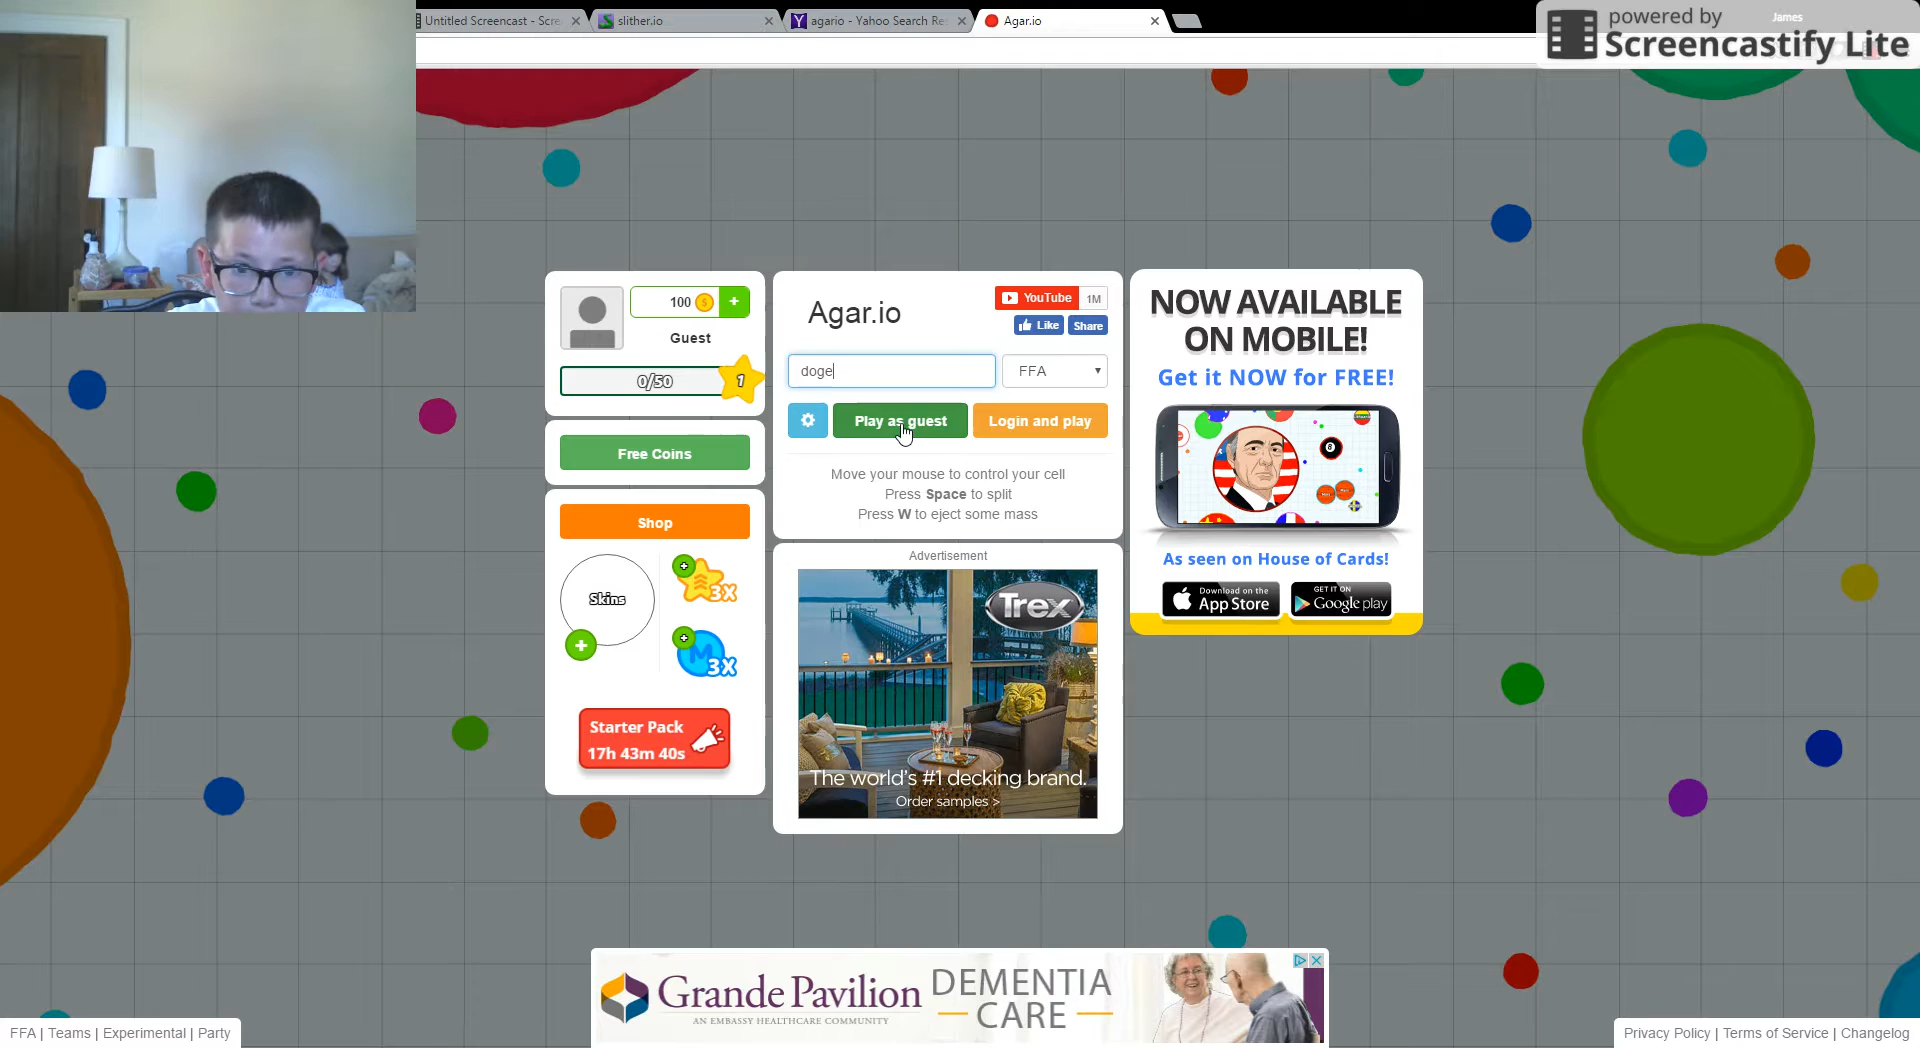 Untitled Screencast - Scre
slither.io
agario - Yahoo Search Res
Agar.io
James
powered by
Screencastify Lite
100
+
Guest
0/50
1
Free Coins
Shop
Skins
3X
M 3X
Starter Pack
17h 43m 40s
Agar.io
YouTube
1M
Like
Share
doge
FFA
Play as guest
Login and play
Move your mouse to control your cell
Press Space to split
Press W to eject some mass
Advertisement
Trex
The world's #1 decking brand.
Order samples >
NOW AVAILABLE
ON MOBILE!
Get it NOW for FREE!
8
As seen on House of Cards!
Download on the
App Store
GET IT ON
Google play
Grande Pavilion
AN EMBASSY HEALTHCARE COMMUNITY
DEMENTIA
CARE
FFA | Teams | Experimental | Party
Privacy Policy | Terms of Service | Changelog